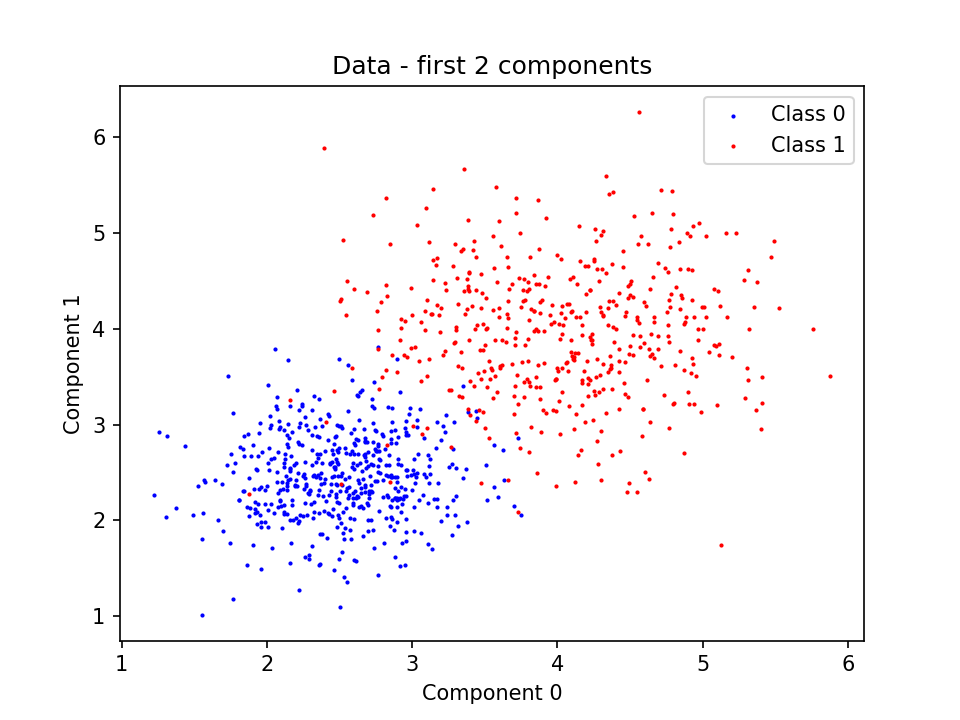 Data - first 2 components
Class 0
Class 1
6
5
4
3
2
1
Component 1
1 2 3 4 5 6
Component 0